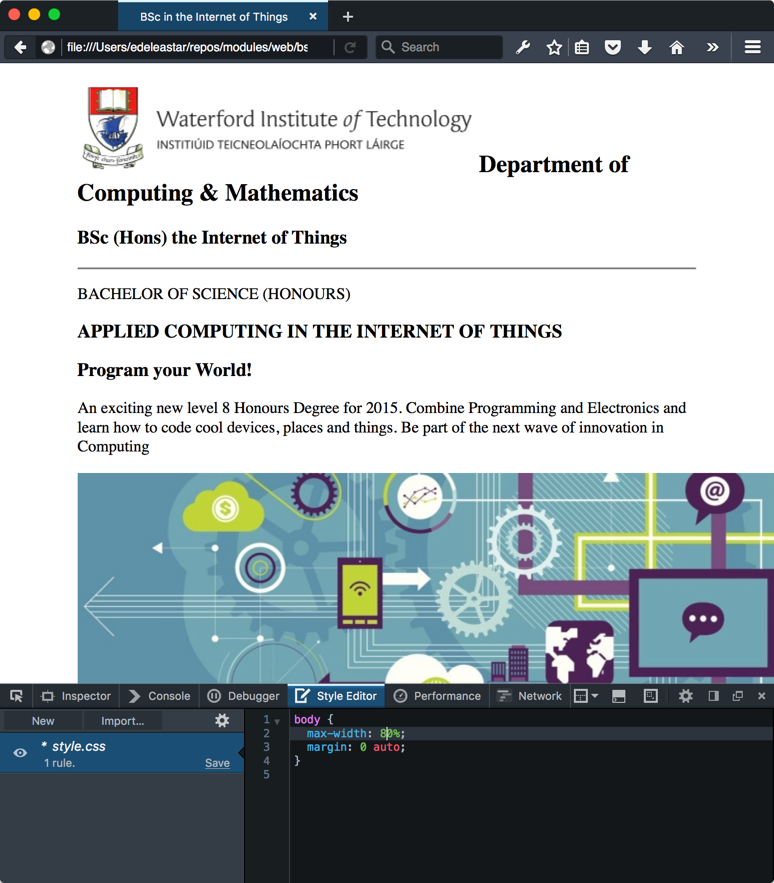 BSc in the Internet of Things
file:///Users/edeleastar/repos/modules/web/bs
Search
Waterford Institute of Technology
INSTITIÚID TEICNEOLAÍOCHTA PHORT LÁIRGE
Department of
Computing & Mathematics
BSc (Hons) the Internet of Things
BACHELOR OF SCIENCE (HONOURS)
APPLIED COMPUTING IN THE INTERNET OF THINGS
Program your World!
An exciting new level 8 Honours Degree for 2015. Combine Programming and Electronics and
learn how to code cool devices, places and things. Be part of the next wave of innovation in
Computing
$
@
Inspector Console Debugger Style Editor Performance Network
New Import...
* style.css
1 rule. Save
1 body {
2 max-width: 80%;
3 margin: 0 auto;
4 }
5